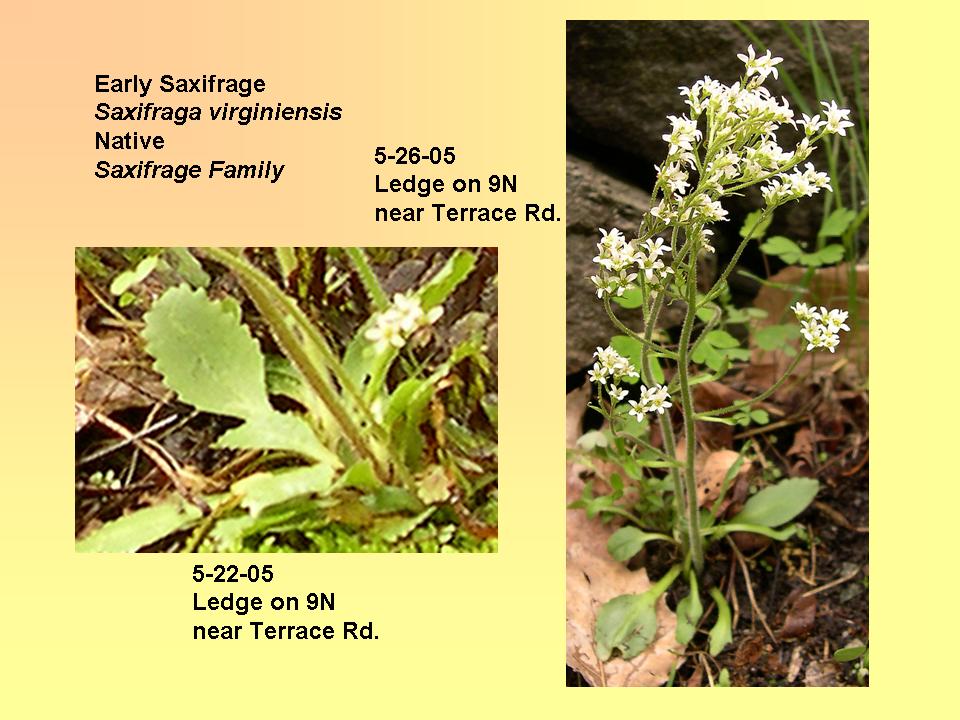 Early Saxifrage
Saxifraga virginiensis
Native
Saxifrage Family
5-26-05
Ledge on 9N
near Terrace Rd.
5-22-05
Ledge on 9N
near Terrace Rd.